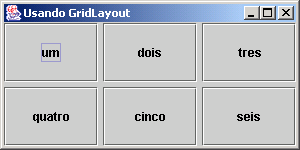 Usando GridLayout
um dois tres
quatro cinco seis